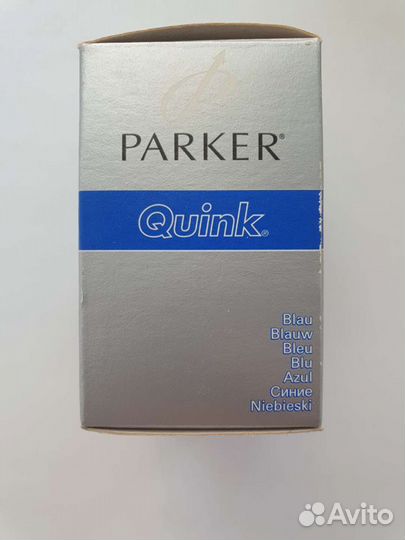 PARKER®
Quink®
Blau
Blauw
Bleu
Blu
Azul
Синие
Niebieski
Avito